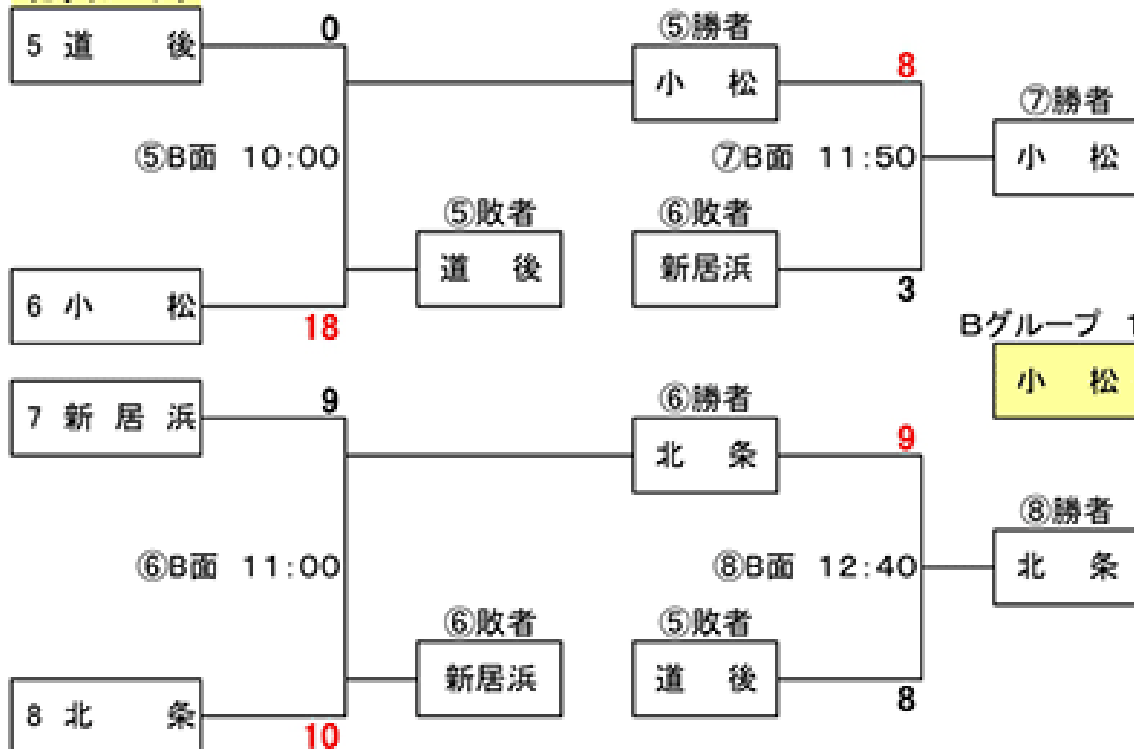 0
⑤勝者
5 道 後
8
小 松
⑦勝者
⑤B面 10:00
⑦B面 11:50
小 松
⑤敗者
⑥敗者
道 後
新居浜
6 小 松
18
3
Bグループ 1
小 松
7 新 居 浜
9
⑥勝者
9
北 条
⑧勝者
⑥B面 11:00
⑧B面 12:40
北 条
⑥敗者
⑤敗者
新居浜
道 後
8 北 条
10
8